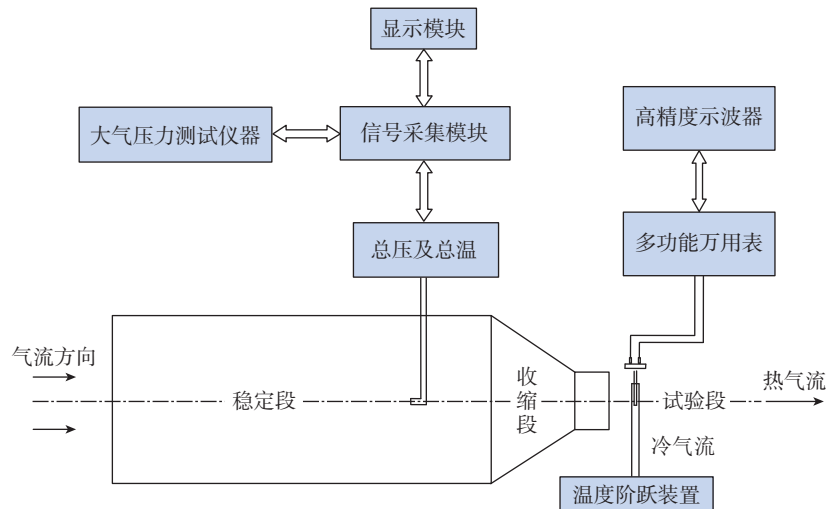 显示模块
大气压力测试仪器
信号采集模块
高精度示波器
总压及总温
多功能万用表
气流方向
稳定段
收缩段
试验段
热气流
冷气流
温度阶跃装置